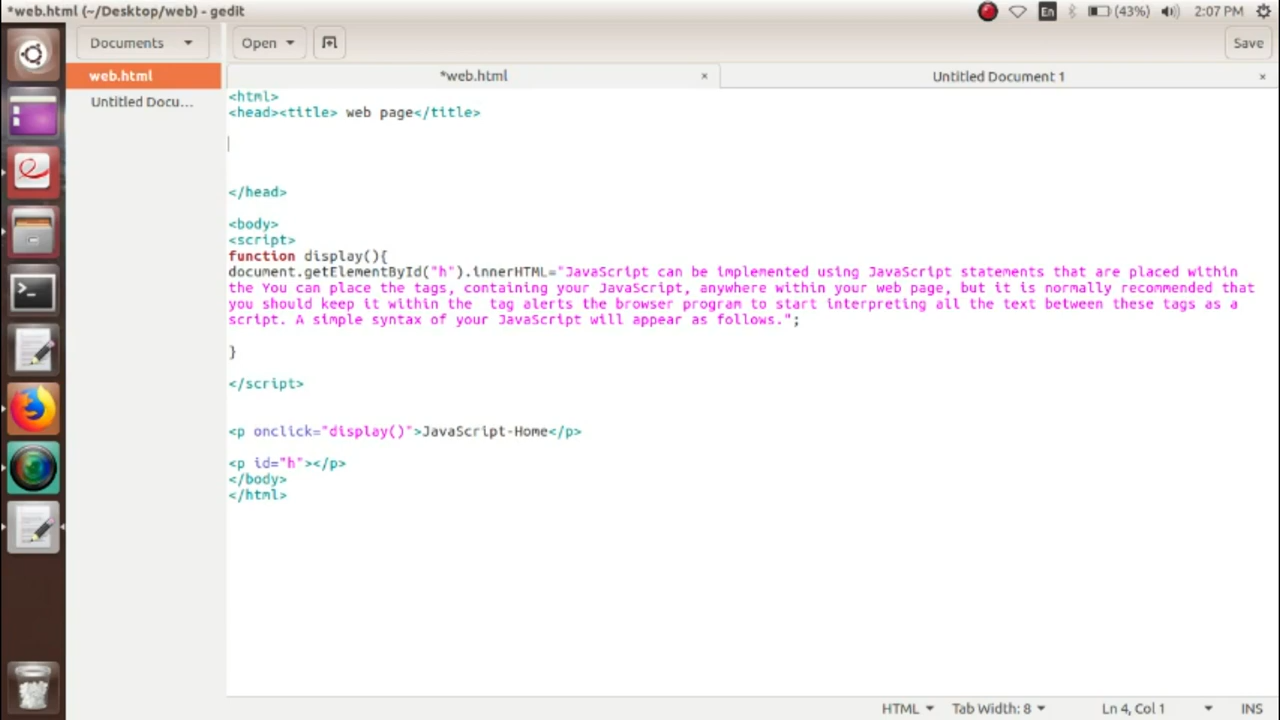 *web.html (~/Desktop/web) - gedit
En
(43%)
2:07 PM
Documents
Open
Save
web.html
*web.html
×
Untitled Document 1
×
Untitled Docu...
<html>
<head><title> web page</title>
</head>
<body>
<script>
function display(){
document.getElementById("h").innerHTML="JavaScript can be implemented using JavaScript statements that are placed within
the You can place the tags, containing your JavaScript, anywhere within your web page, but it is normally recommended that
you should keep it within the  tag alerts the browser program to start interpreting all the text between these tags as a
script. A simple syntax of your JavaScript will appear as follows.";
}
</script>
<p onclick="display()">JavaScript-Home</p>
<p id="h"></p>
</body>
</html>
HTML
Tab Width: 8
Ln 4, Col 1
INS